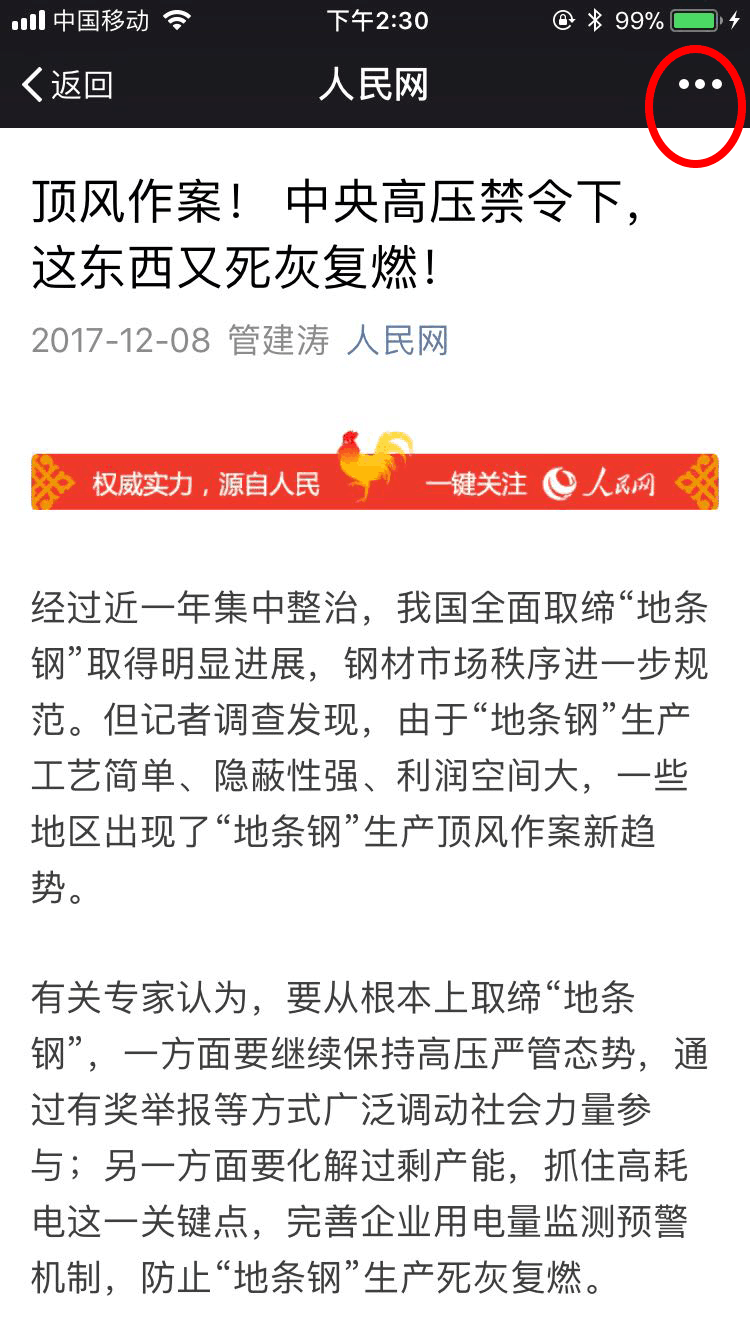 中国移动 下午2:30 99%
返回 人民网
顶风作案！ 中央高压禁令下，
这东西又死灰复燃！
2017-12-08 管建涛 人民网
权威实力，源自人民 一键关注 人民网
经过近一年集中整治，我国全面取缔“地条
钢”取得明显进展，钢材市场秩序进一步规
范。但记者调查发现，由于“地条钢”生产
工艺简单、隐蔽性强、利润空间大，一些
地区出现了“地条钢”生产顶风作案新趋
势。
有关专家认为，要从根本上取缔“地条
钢”，一方面要继续保持高压严管态势，通
过有奖举报等方式广泛调动社会力量参
与；另一方面要化解过剩产能，抓住高耗
电这一关键点，完善企业用电量监测预警
机制，防止“地条钢”生产死灰复燃。